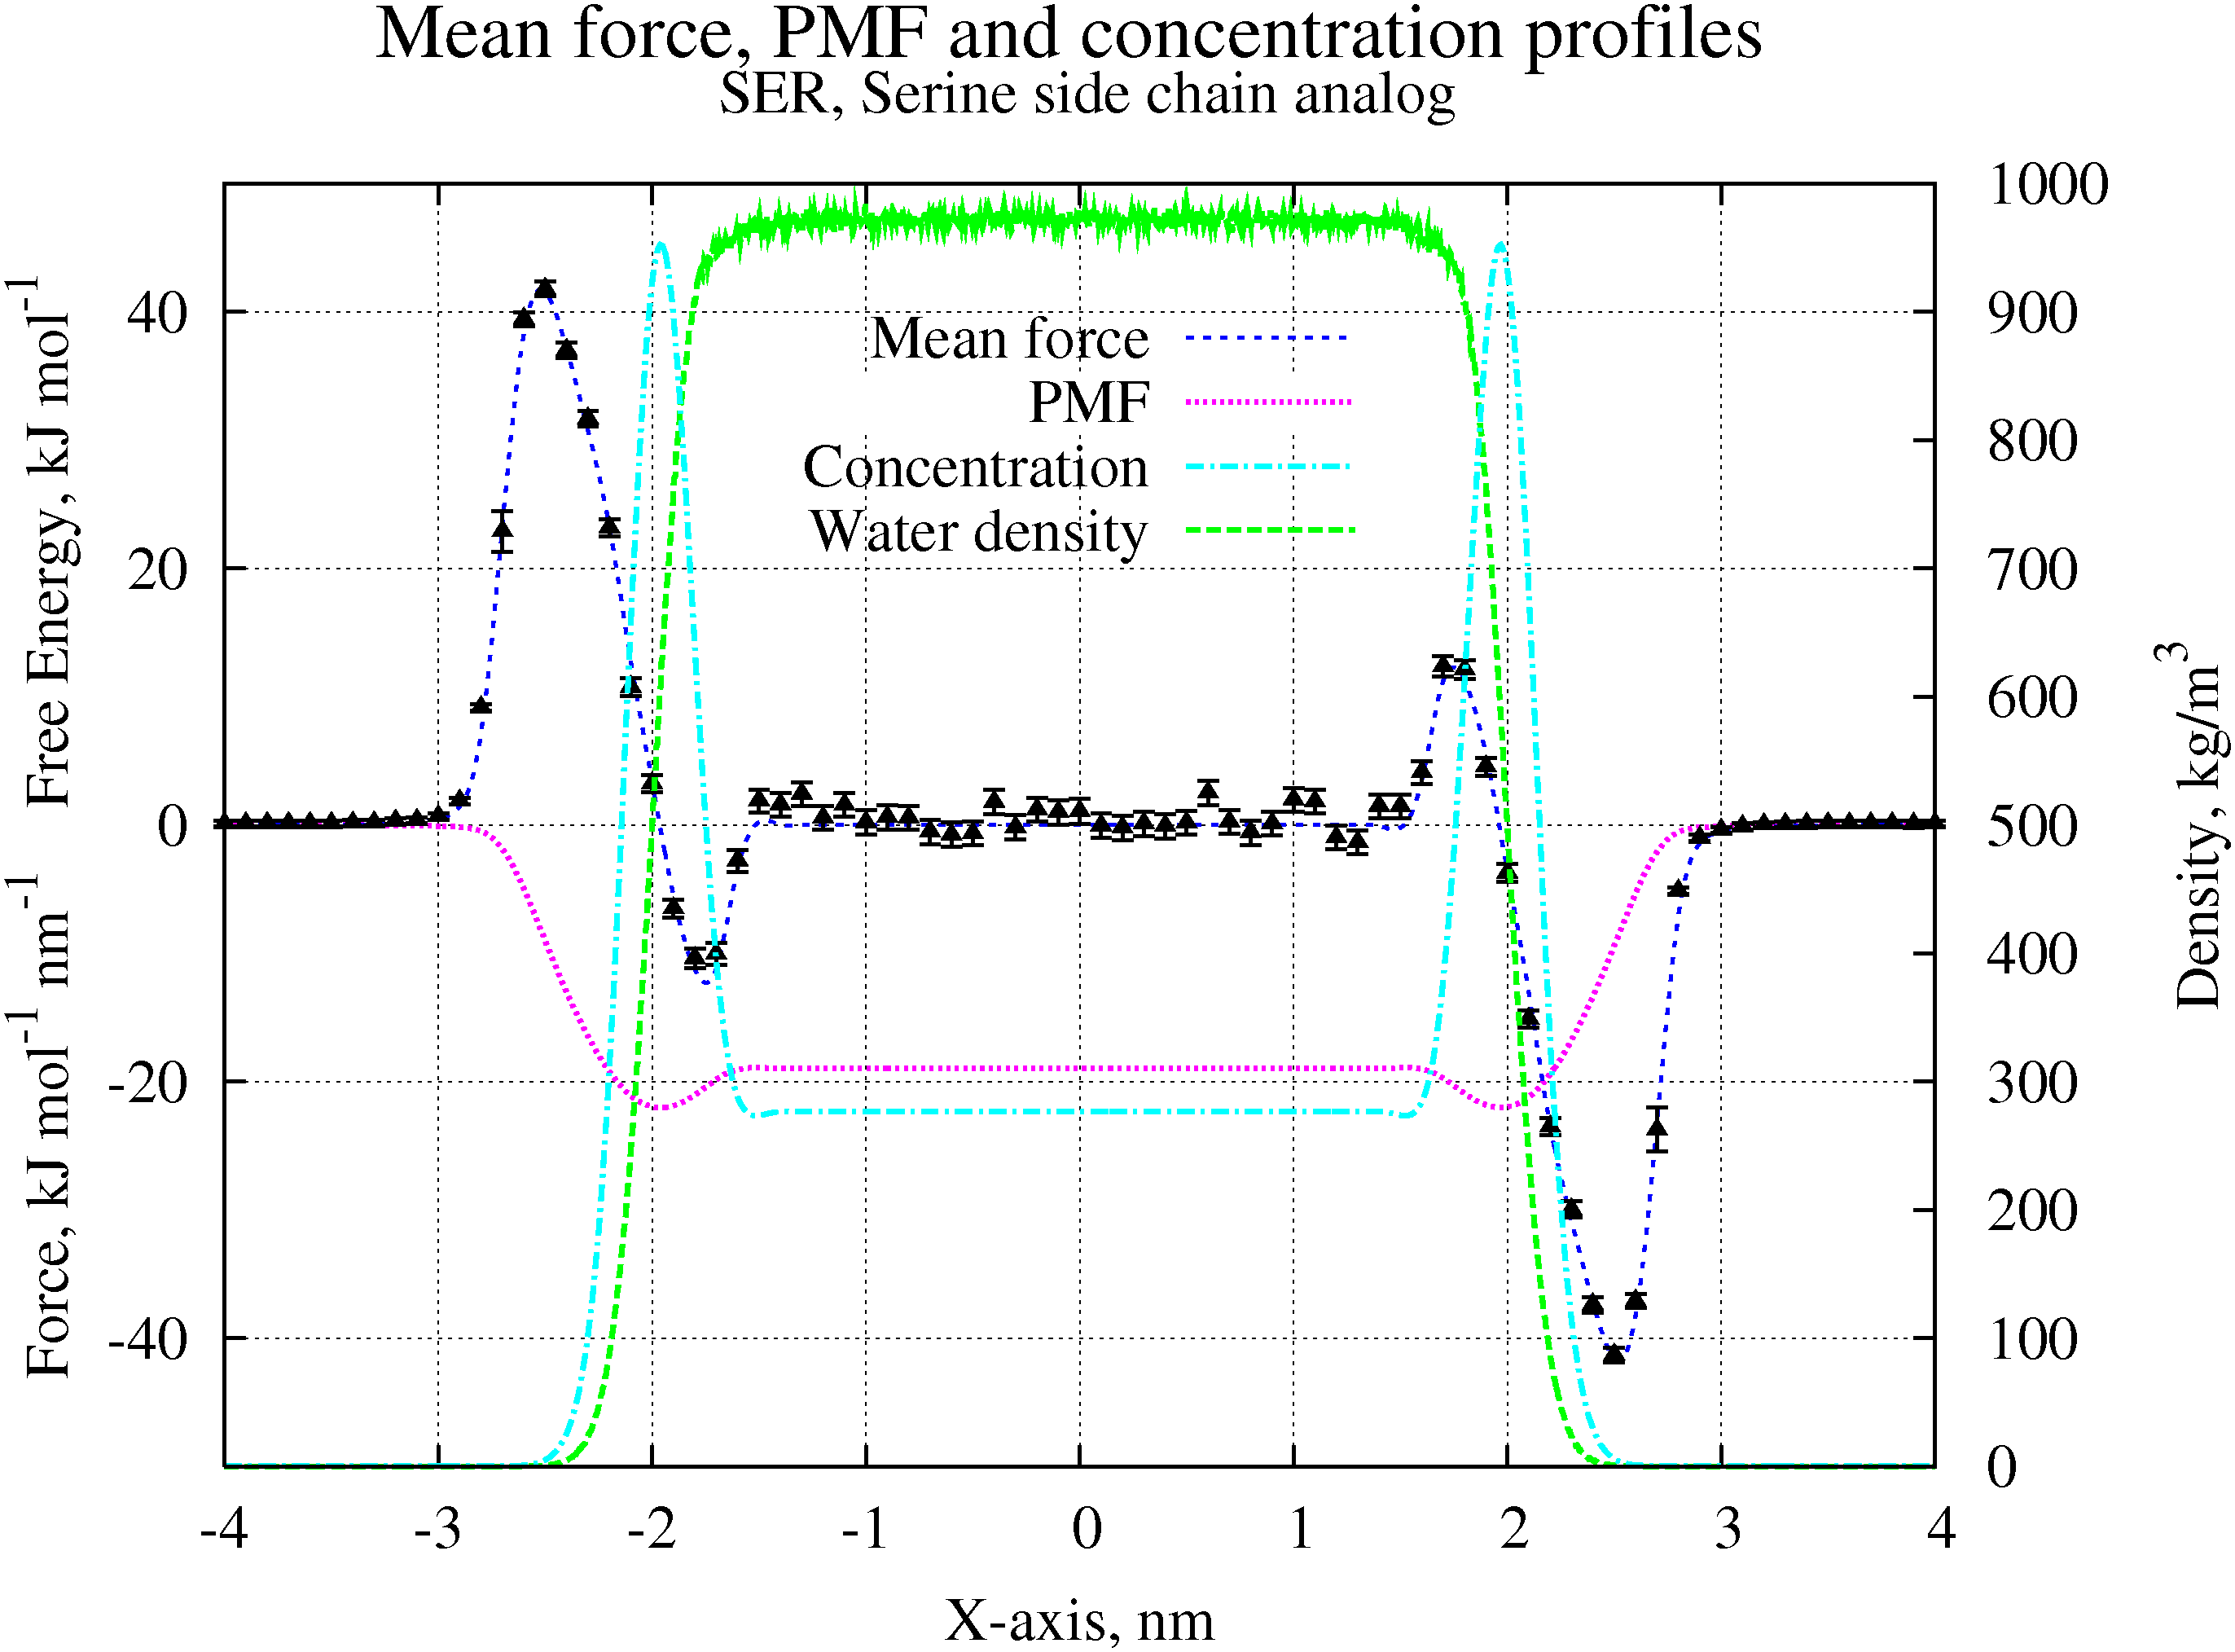 Mean force, PMF and concentration profiles
SER, Serine side chain analog
Force, kJ mol⁻¹ nm⁻¹ Free Energy, kJ mol⁻¹
40
20
0
-20
-40
Mean force
PMF
Concentration
Water density
1000
900
800
700
600
500
400
300
200
100
0
Density, kg/m³
-4 -3 -2 -1 0 1 2 3 4
X-axis, nm